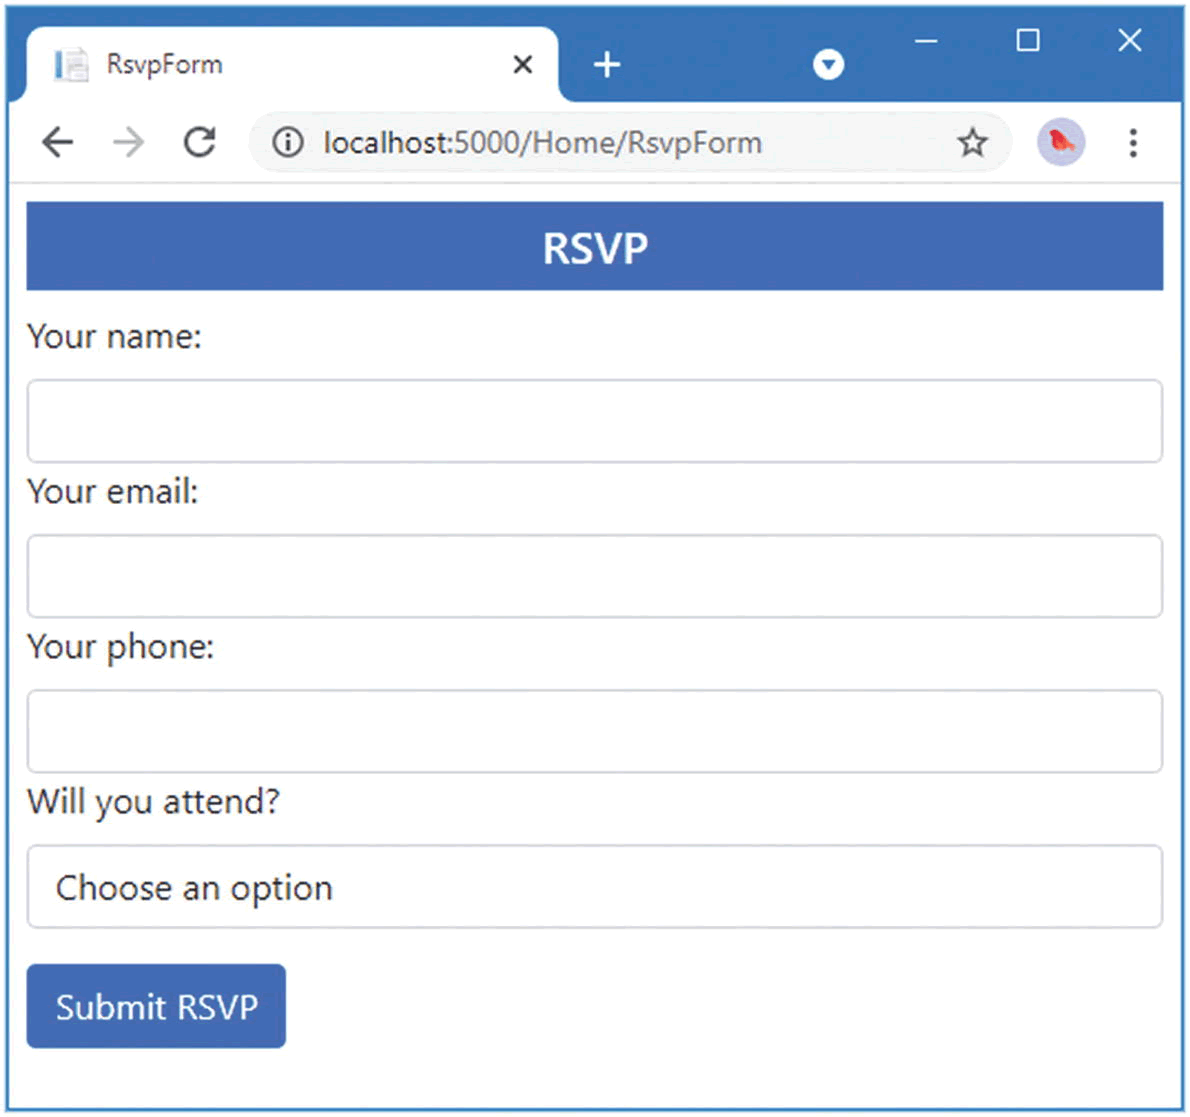 RsvpForm
localhost:5000/Home/RsvpForm
RSVP
Your name:
Your email:
Your phone:
Will you attend?
Choose an option
Submit RSVP